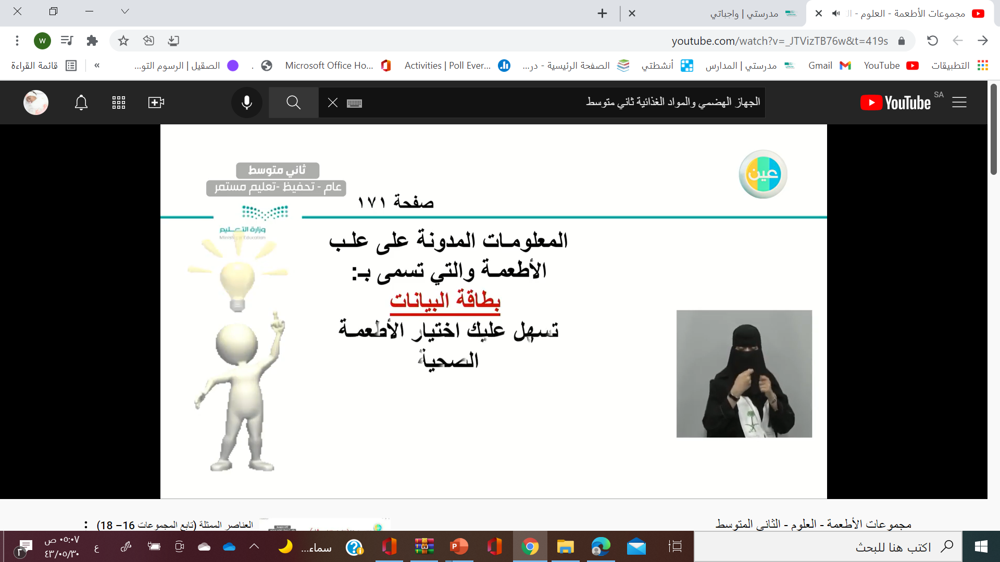 مجموعات الأطعمة - العلوم - ال
مدرستي | واجباتي
youtube.com/watch?v=_JTVizTB76w&t=419s
W
التطبيقات
YouTube
Gmail
مدرستي | المدارس
أنشطتي
الصفحة الرئيسية - در...
Activities | Poll Ever...
Microsoft Office Ho...
.
الصقيل | الرسوم التو...
»
قائمة القراءة
YouTube SA
الجهاز الهضمي والمواد الغذائية ثاني متوسط
عين
ثاني متوسط
عام - تحفيظ -تعليم مستمر
صفحة ١٧١
وزارة التعليم
Ministry of Education
المعلومات المدونة على علب
الأطعمة والتي تسمى بـ:
بطاقة البيانات
تسهل عليك اختيار الأطعمة
الصحية
مجموعات الأطعمة - العلوم - الثاني المتوسط
العناصر الممثلة (تابع المجموعات 16– 18)
اكتب هنا للبحث
سماء...
ع
٠٥:٠٧ ص
٤٣/٠٥/٣٠
٣